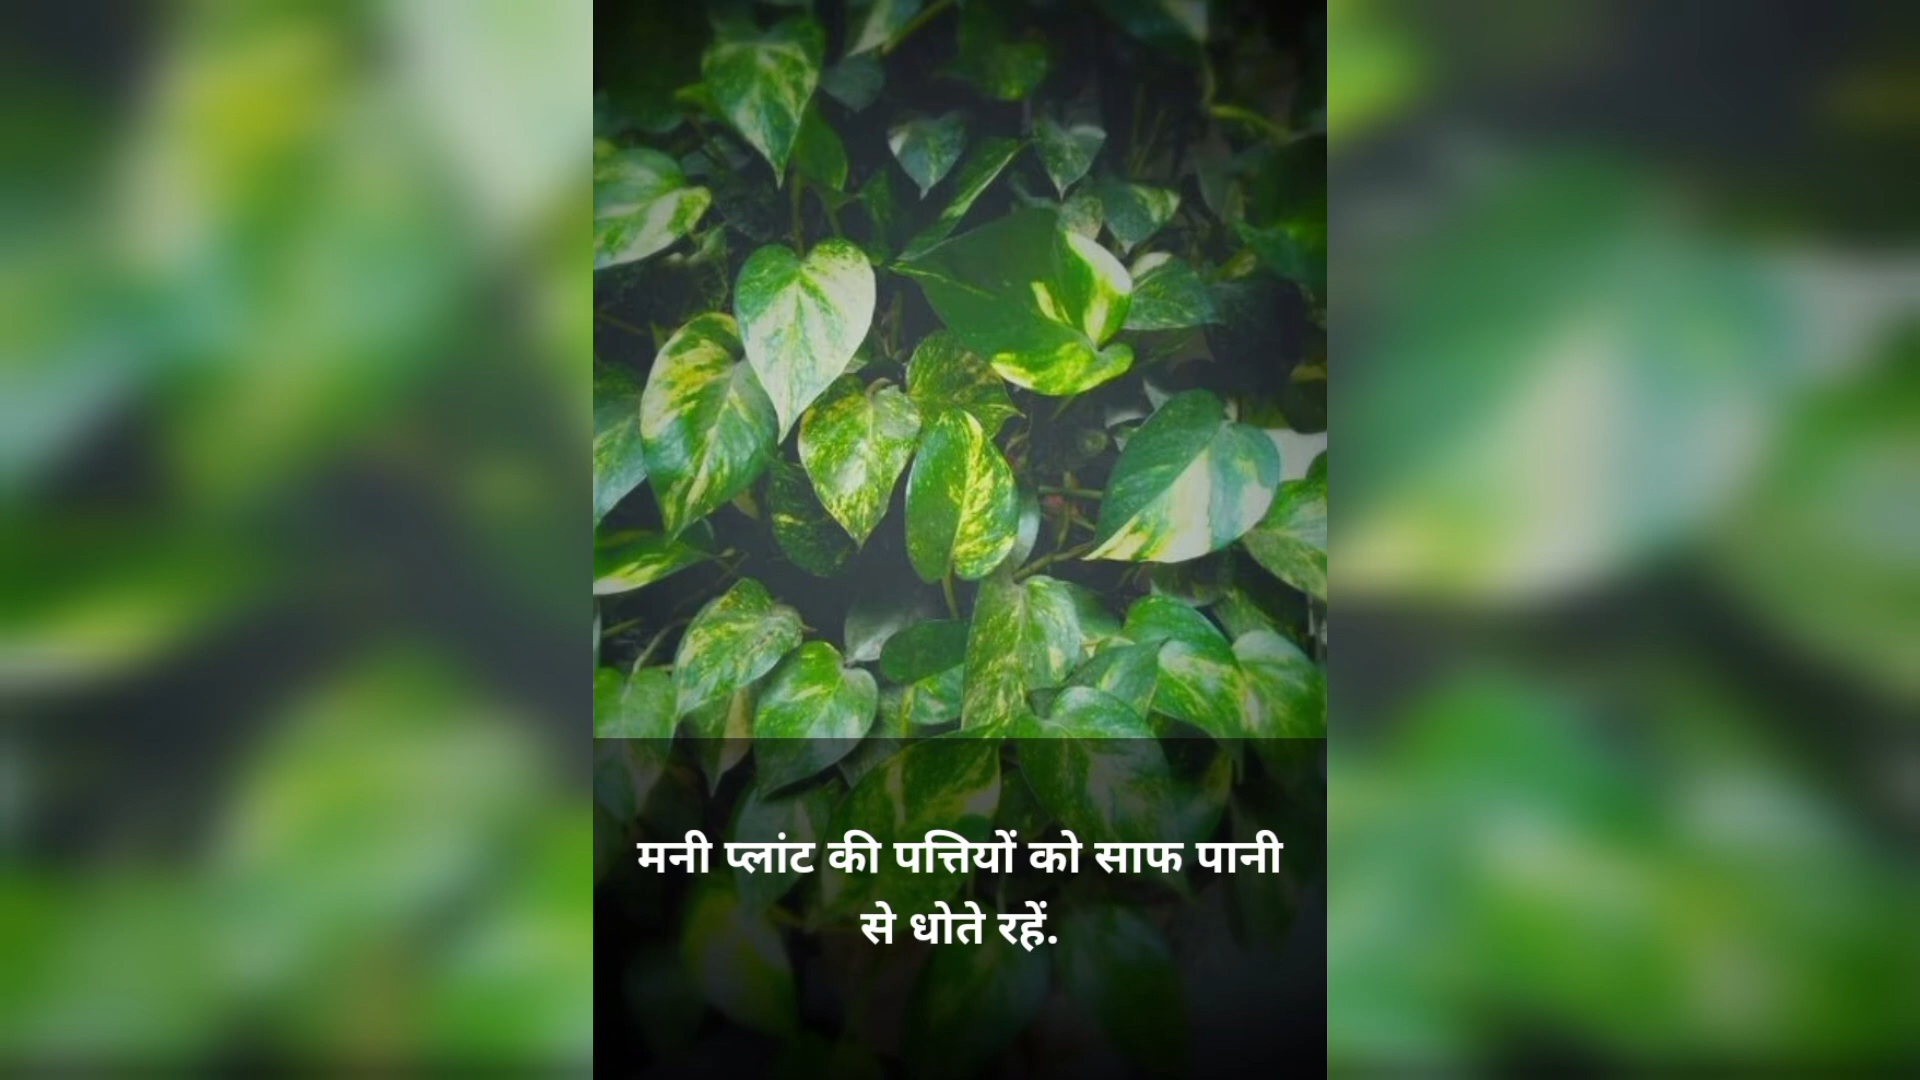 मनी प्लांट की पत्तियों को साफ पानी
से धोते रहें.